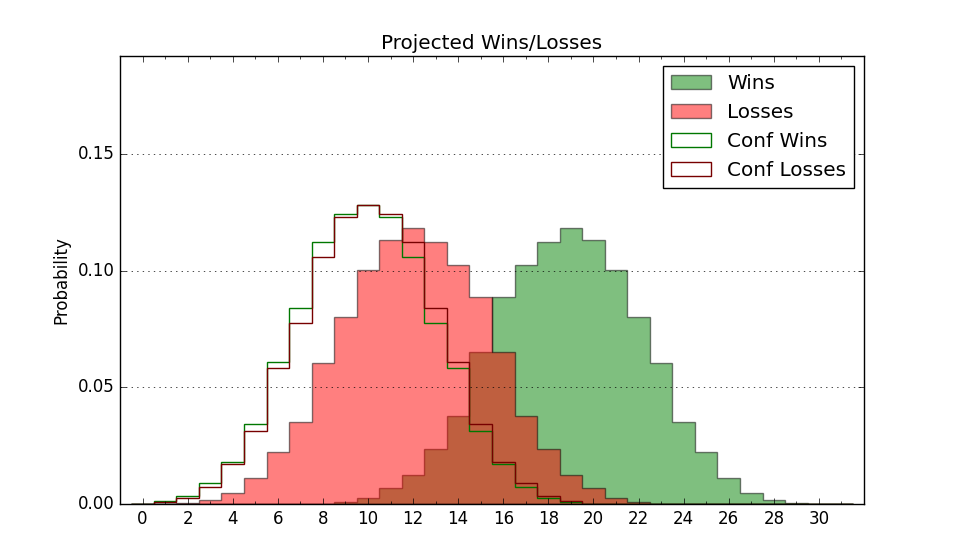 Projected Wins/Losses
Wins
Losses
Conf Wins
Conf Losses
Probability
0.15
0.10
0.05
0.00
0 2 4 6 8 10 12 14 16 18 20 22 24 26 28 30